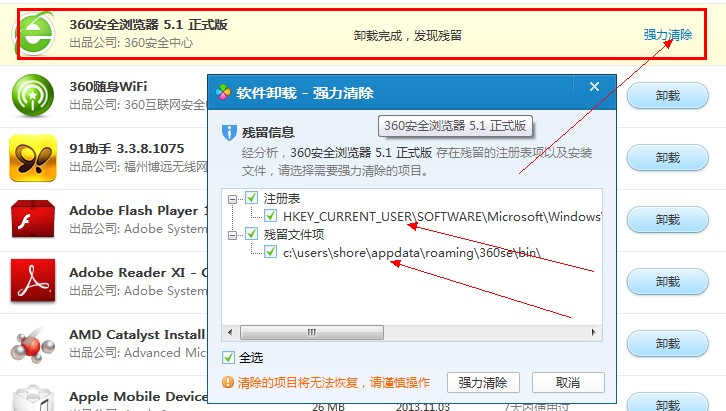 360安全浏览器 5.1 正式版
出品公司: 360安全中心
卸载完成，发现残留
强力清除
360随身WiFi
出品公司: 360互联网安全
卸载
软件卸载 - 强力清除
360安全浏览器 5.1 正式版
残留信息
经分析，360安全浏览器 5.1 正式版 存在残留的注册表项以及安装
文件，请选择需要强力清除的项目。
91助手 3.3.8.1075
出品公司: 福州博远无线网
卸载
注册表
HKEY_CURRENT_USER\SOFTWARE\Microsoft\Windows\
残留文件项
c:\users\shore\appdata\roaming\360se\bin\
Adobe Flash Player 1
出品公司: Adobe System
卸载
Adobe Reader XI - C
出品公司: Adobe System
卸载
AMD Catalyst Install
出品公司: Advanced Mic
卸载
全选
清除的项目将无法恢复，请谨慎操作
强力清除
取消
Apple Mobile Device
26 MB
2013.11.03
7天内使用过
卸载